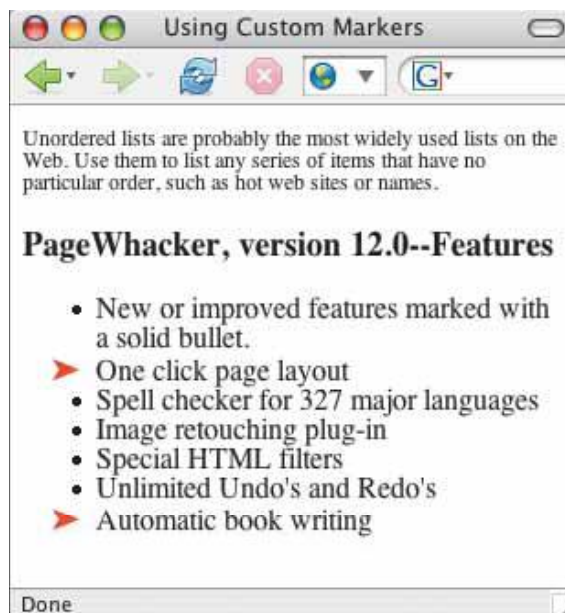 Using Custom Markers
G
Unordered lists are probably the most widely used lists on the
Web. Use them to list any series of items that have no
particular order, such as hot web sites or names.
PageWhacker, version 12.0--Features
• New or improved features marked with
a solid bullet.
One click page layout
• Spell checker for 327 major languages
• Image retouching plug-in
• Special HTML filters
• Unlimited Undo's and Redo's
Automatic book writing
Done